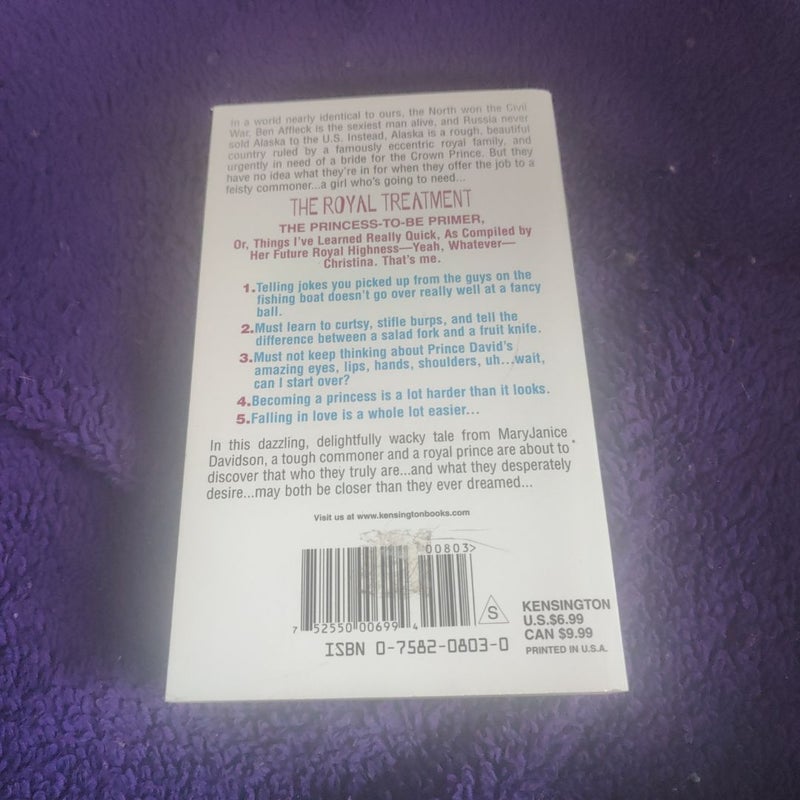 In a world nearly identical to ours, the North won the Civil
War, Ben Affleck is the sexiest man alive, and Russia never
sold Alaska to the U.S. Instead, Alaska is a rough, beautiful
country ruled by a famously eccentric royal family, and
urgently in need of a bride for the Crown Prince. But they
have no idea what they're in for when they offer the job to a
feisty commoner...a girl who's going to need...
THE ROYAL TREATMENT
THE PRINCESS-TO-BE PRIMER,
Or, Things I've Learned Really Quick, As Compiled by
Her Future Royal Highness—Yeah, Whatever—
Christina. That's me.
1.Telling jokes you picked up from the guys on the
fishing boat doesn't go over really well at a fancy
ball.
2.Must learn to curtsy, stifle burps, and tell the
difference between a salad fork and a fruit knife.
3.Must not keep thinking about Prince David's
amazing eyes, lips, hands, shoulders, uh...wait,
can I start over?
4.Becoming a princess is a lot harder than it looks.
5.Falling in love is a whole lot easier...
In this dazzling, delightfully wacky tale from MaryJanice
Davidson, a tough commoner and a royal prince are about to
discover that who they truly are...and what they desperately
desire...may both be closer than they ever dreamed...
Visit us at www.kensingtonbooks.com
00803>
7 52550 00699 4
S
ISBN 0-7582-0803-0
KENSINGTON
U.S.$6.99
CAN $9.99
PRINTED IN U.S.A.